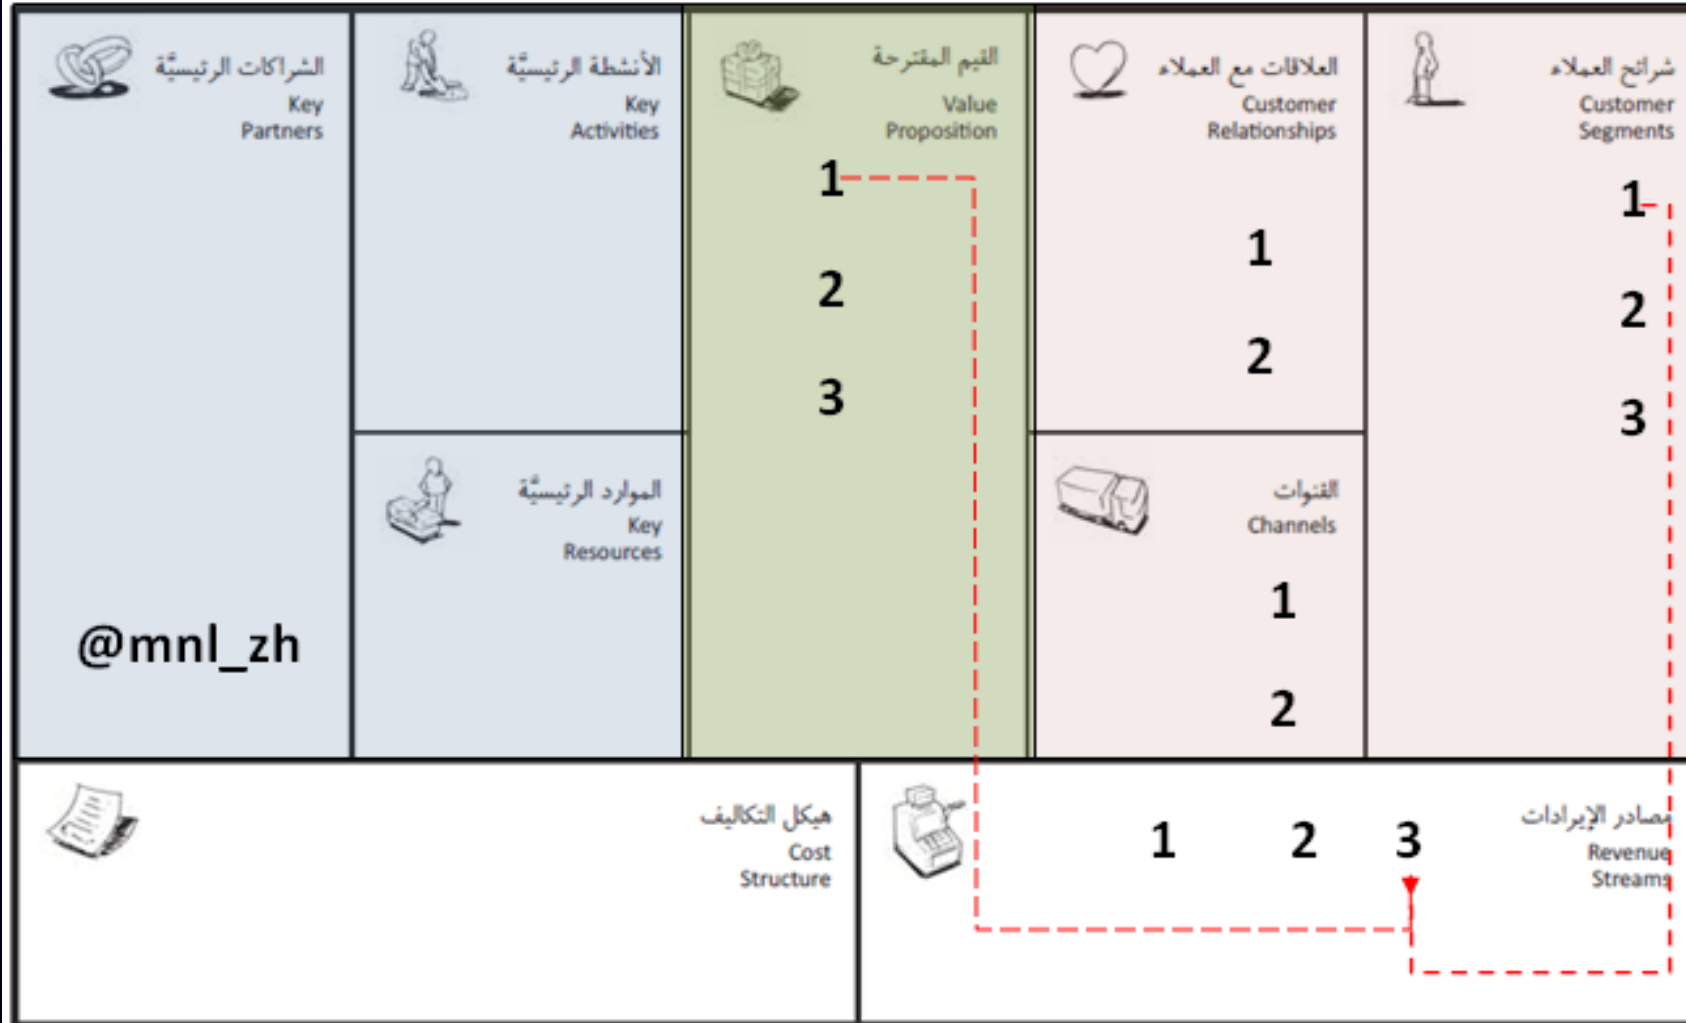 الشراكات الرئيسيَّة
Key
Partners
@mnl_zh
الأنشطة الرئيسيَّة
Key
Activities
الموارد الرئيسيَّة
Key
Resources
القيم المقترحة
Value
Proposition
1
2
3
العلاقات مع العملاء
Customer
Relationships
1
2
القنوات
Channels
1
2
شرائح العملاء
Customer
Segments
1
2
3
هيكل التكاليف
Cost
Structure
مصادر الإيرادات
Revenue
Streams
1 2 3